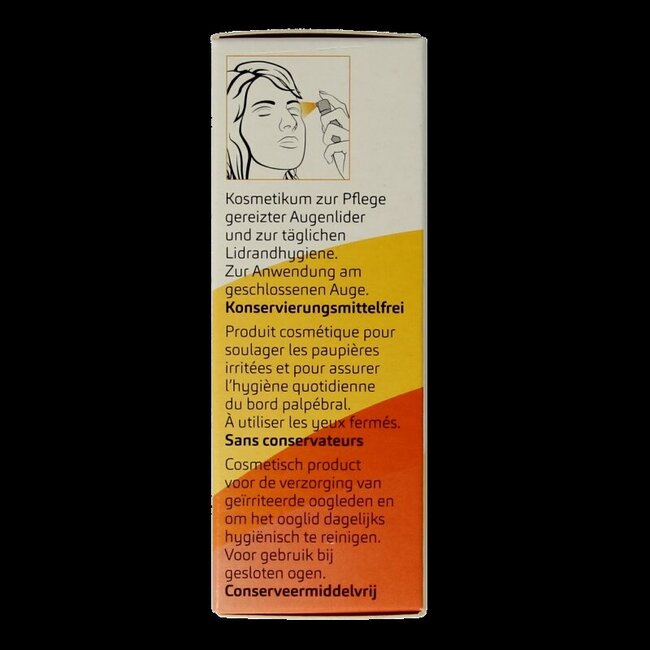 Kosmetikum zur Pflege
gereizter Augenlider
und zur täglichen
Lidrandhygiene.
Zur Anwendung am
geschlossenen Auge.
Konservierungsmittelfrei
Produit cosmétique pour
soulager les paupières
irritées et pour assurer
l'hygiène quotidienne
du bord palpébral.
À utiliser les yeux fermés.
Sans conservateurs
Cosmetisch product
voor de verzorging van
geïrriteerde oogleden en
om het ooglid dagelijks
hygiënisch te reinigen.
Voor gebruik bij
gesloten ogen.
Conserveermiddelvrij